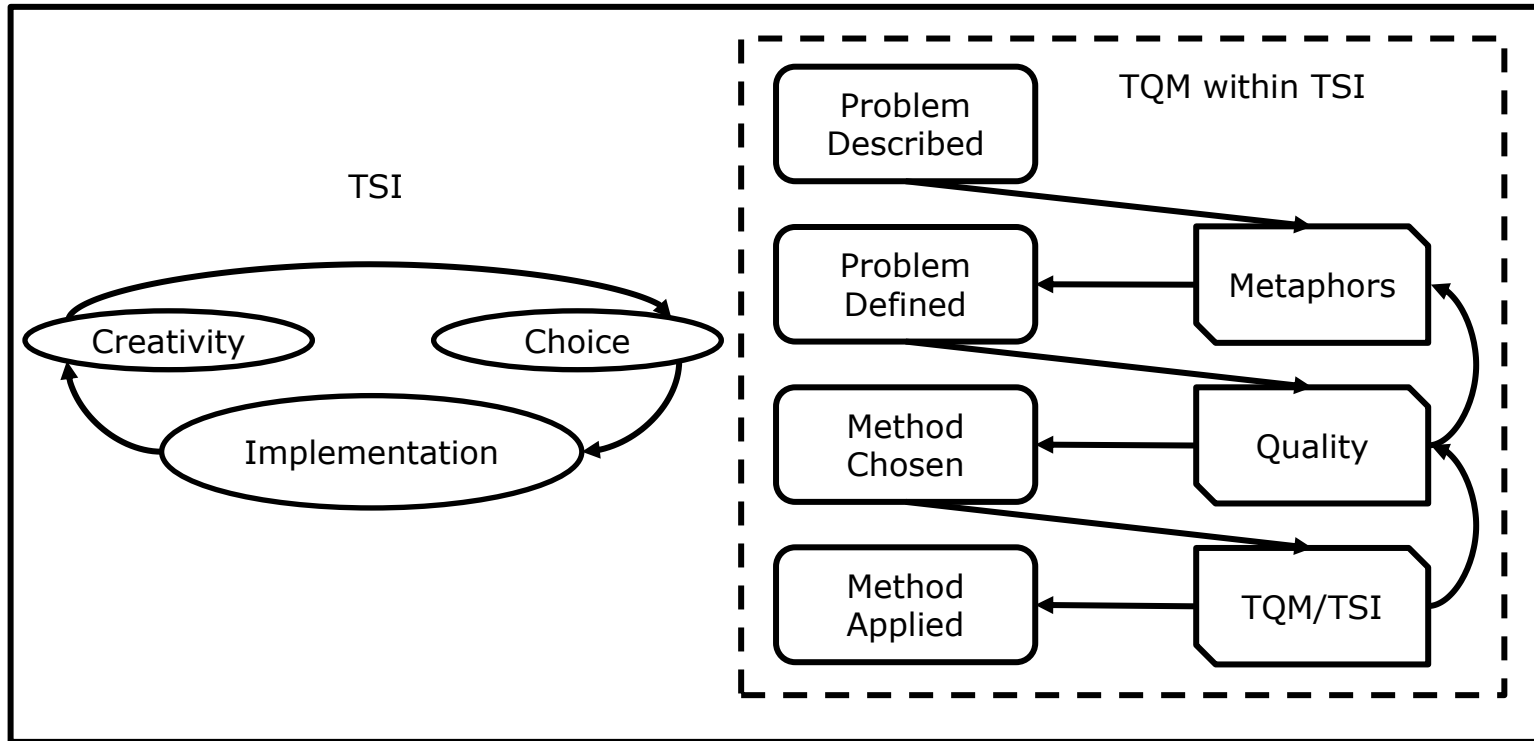 TSI
Creativity
Choice
Implementation
TQM within TSI
Problem
Described
Problem
Defined
Metaphors
Method
Chosen
Quality
Method
Applied
TQM/TSI